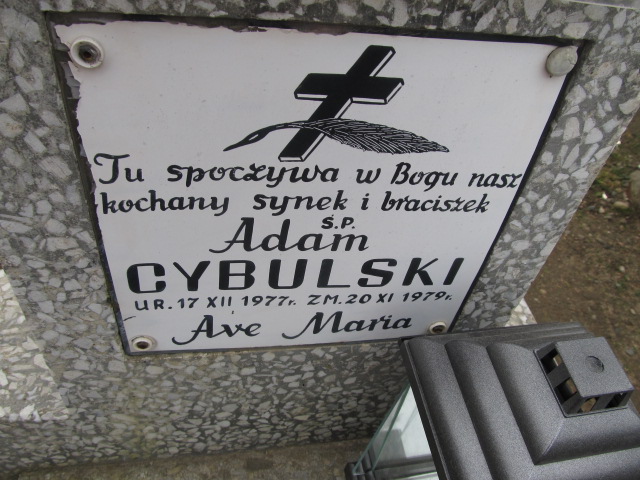 Tu spoczywa w Bogu nasz
kochany synek i braciszek
Ś.P.
Adam
CYBULSKI
UR. 17 XII 1977r. ZM. 20 XI 1979r.
Ave Maria